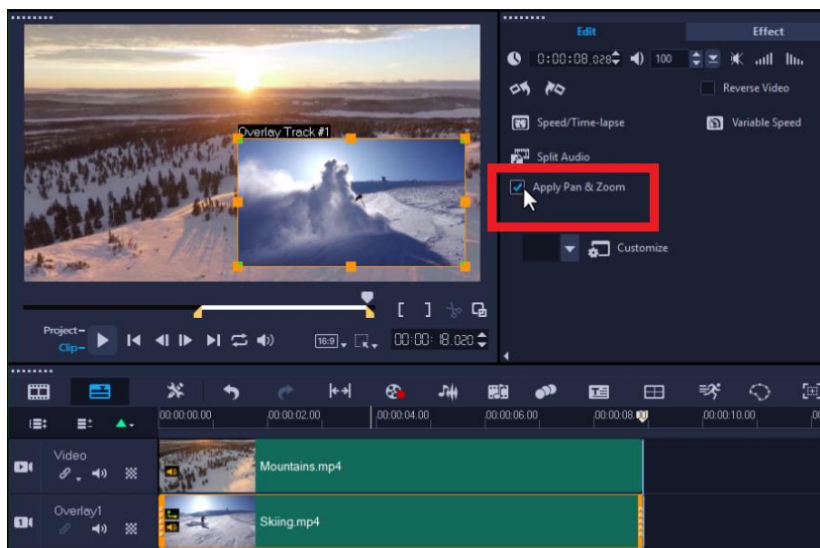 Edit Effect
0:00:08.028 100
Reverse Video
Speed/Time-lapse Variable Speed
Split Audio
Apply Pan & Zoom
Customize
Overlay Track #1
Project
Clip
16:9 00:00:18.020
00:00:00.00 00:00:02.00 00:00:04.00 00:00:06.00 00:00:08.00 00:00:10.00
Video
Mountains.mp4
Overlay1
Skiing.mp4